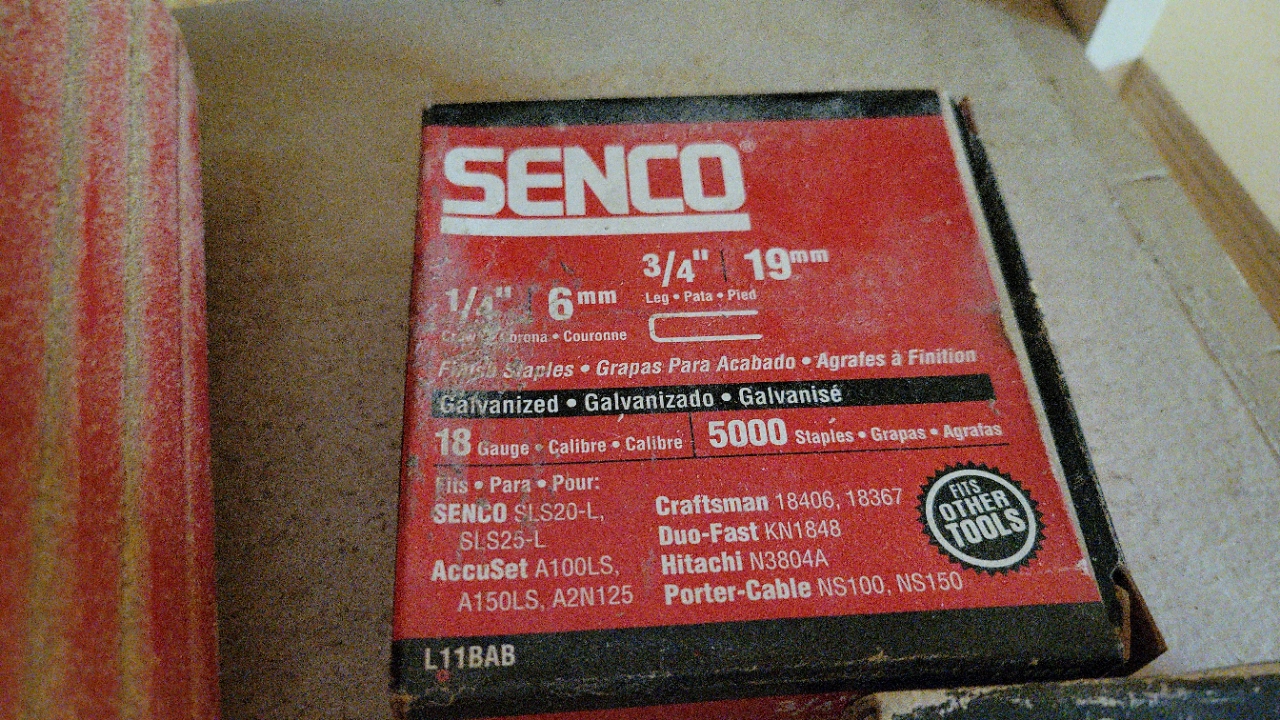 SENCO®
1/4" | 6mm
Crown • Corona • Couronne
3/4" | 19mm
Leg • Pata • Pied
Finish Staples • Grapas Para Acabado • Agrafes à Finition
Galvanized • Galvanizado • Galvanisé
18 Gauge • Calibre • Calibre
5000 Staples • Grapas • Agrafas
Fits • Para • Pour:
SENCO SLS20-L,
SLS25-L
AccuSet A100LS,
A150LS, A2N125
Craftsman 18406, 18367
Duo-Fast KN1848
Hitachi N3804A
Porter-Cable NS100, NS150
FITS
OTHER
TOOLS
L11BAB